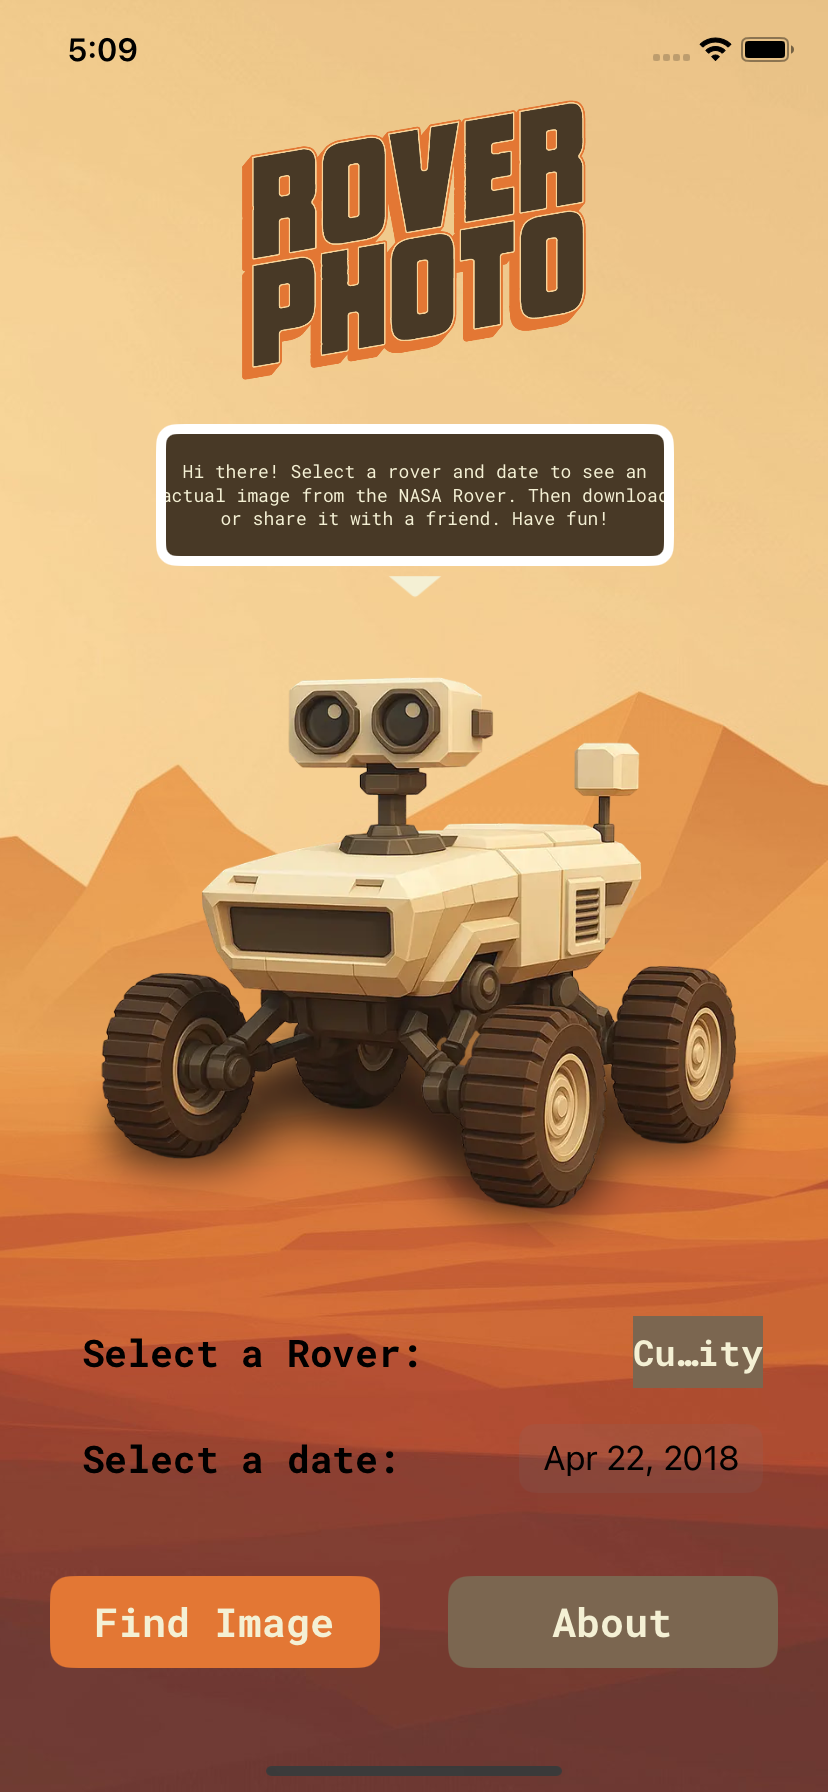 5:09
ROVER
PHOTO
Hi there! Select a rover and date to see an
actual image from the NASA Rover. Then download
or share it with a friend. Have fun!
Select a Rover: Cu…ity
Select a date: Apr 22, 2018
Find Image About